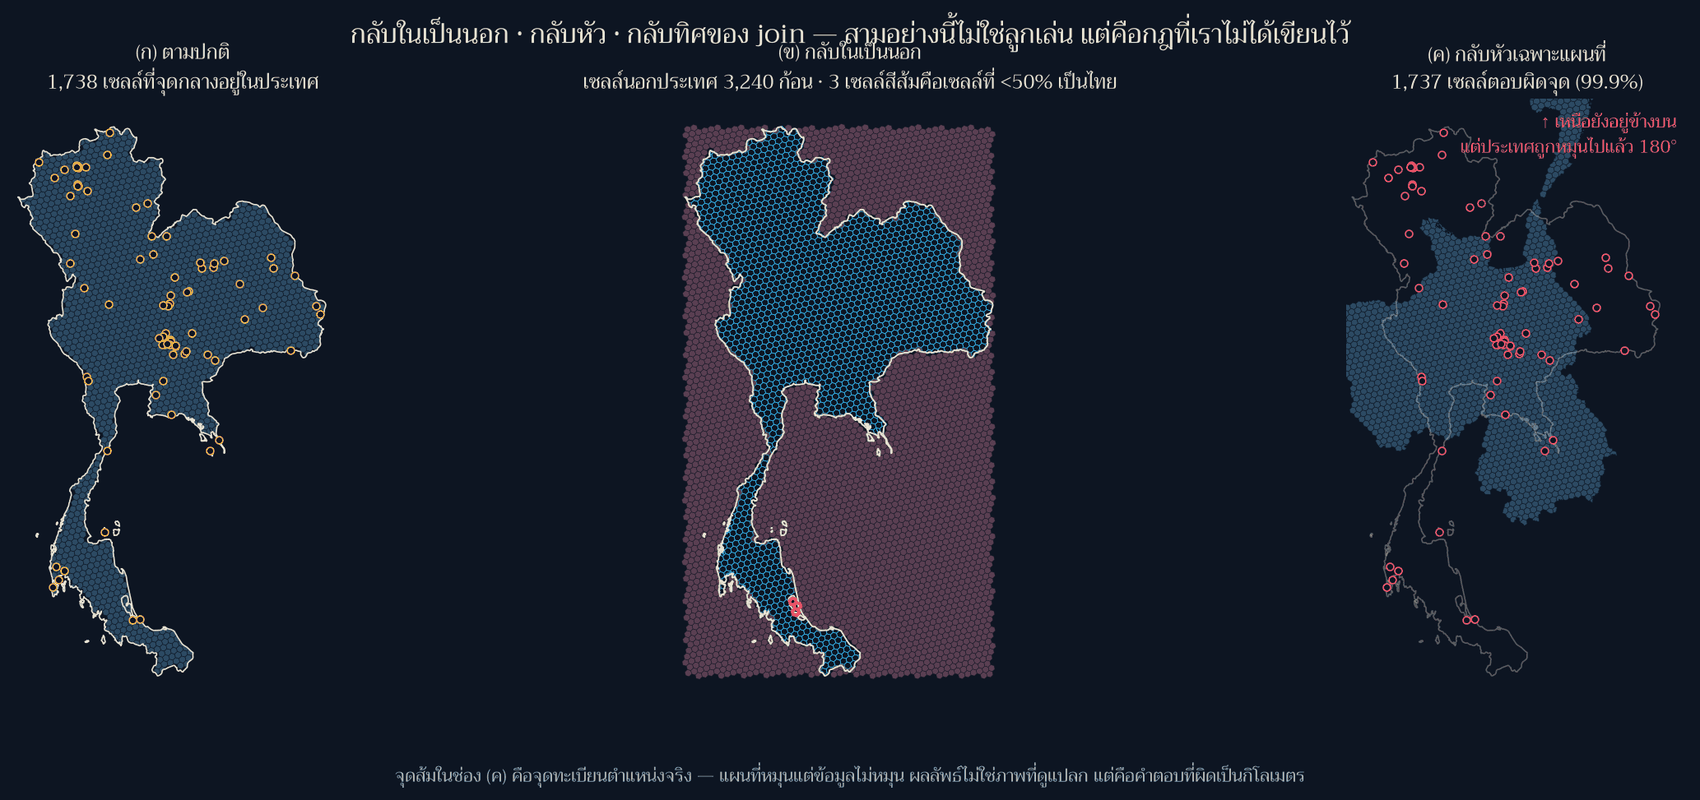 กลับในเป็นนอก · กลับหัว · กลับทิศของ join — สามอย่างนี้ไม่ใช่ลูกเล่น แต่คือกฎที่เราไม่ได้เขียนไว้
(ก) ตามปกติ
1,738 เซลล์ที่จุดกลางอยู่ในประเทศ
(ข) กลับในเป็นนอก
เซลล์นอกประเทศ 3,240 ก้อน · 3 เซลล์สีส้มคือเซลล์ที่ <50% เป็นไทย
(ค) กลับหัวเฉพาะแผนที่
1,737 เซลล์ตอบผิดจุด (99.9%)
↑ เหนือยังอยู่ข้างบน
แต่ประเทศถูกหมุนไปแล้ว 180°
จุดส้มในช่อง (ค) คือจุดทะเบียนตำแหน่งจริง — แผนที่หมุนแต่ข้อมูลไม่หมุน ผลลัพธ์ไม่ใช่ภาพที่ดูแปลก แต่คือคำตอบที่ผิดเป็นกิโลเมตร